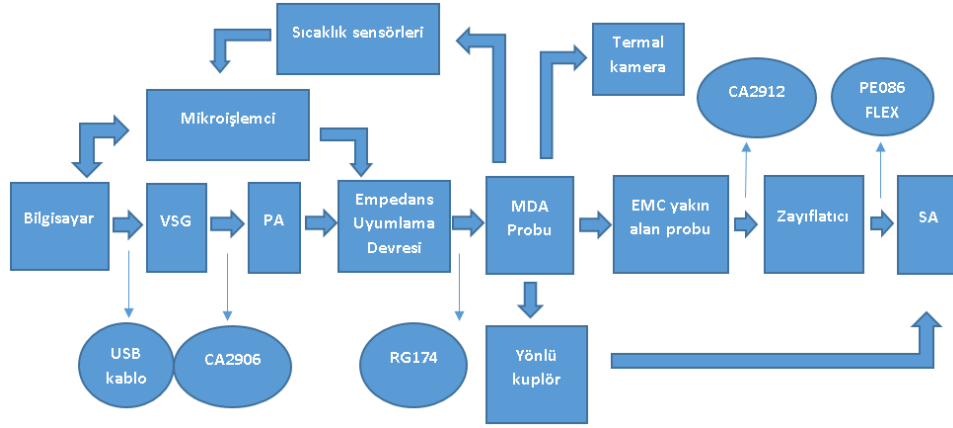 Sıcaklık sensörleri
Termal
kamera
CA2912
PE086
FLEX
Mikroişlemci
Bilgisayar
VSG
PA
Empedans
Uyumlama
Devresi
MDA
Probu
EMC yakın
alan probu
Zayıflatıcı
SA
USB
kablo
CA2906
RG174
Yönlü
kuplör